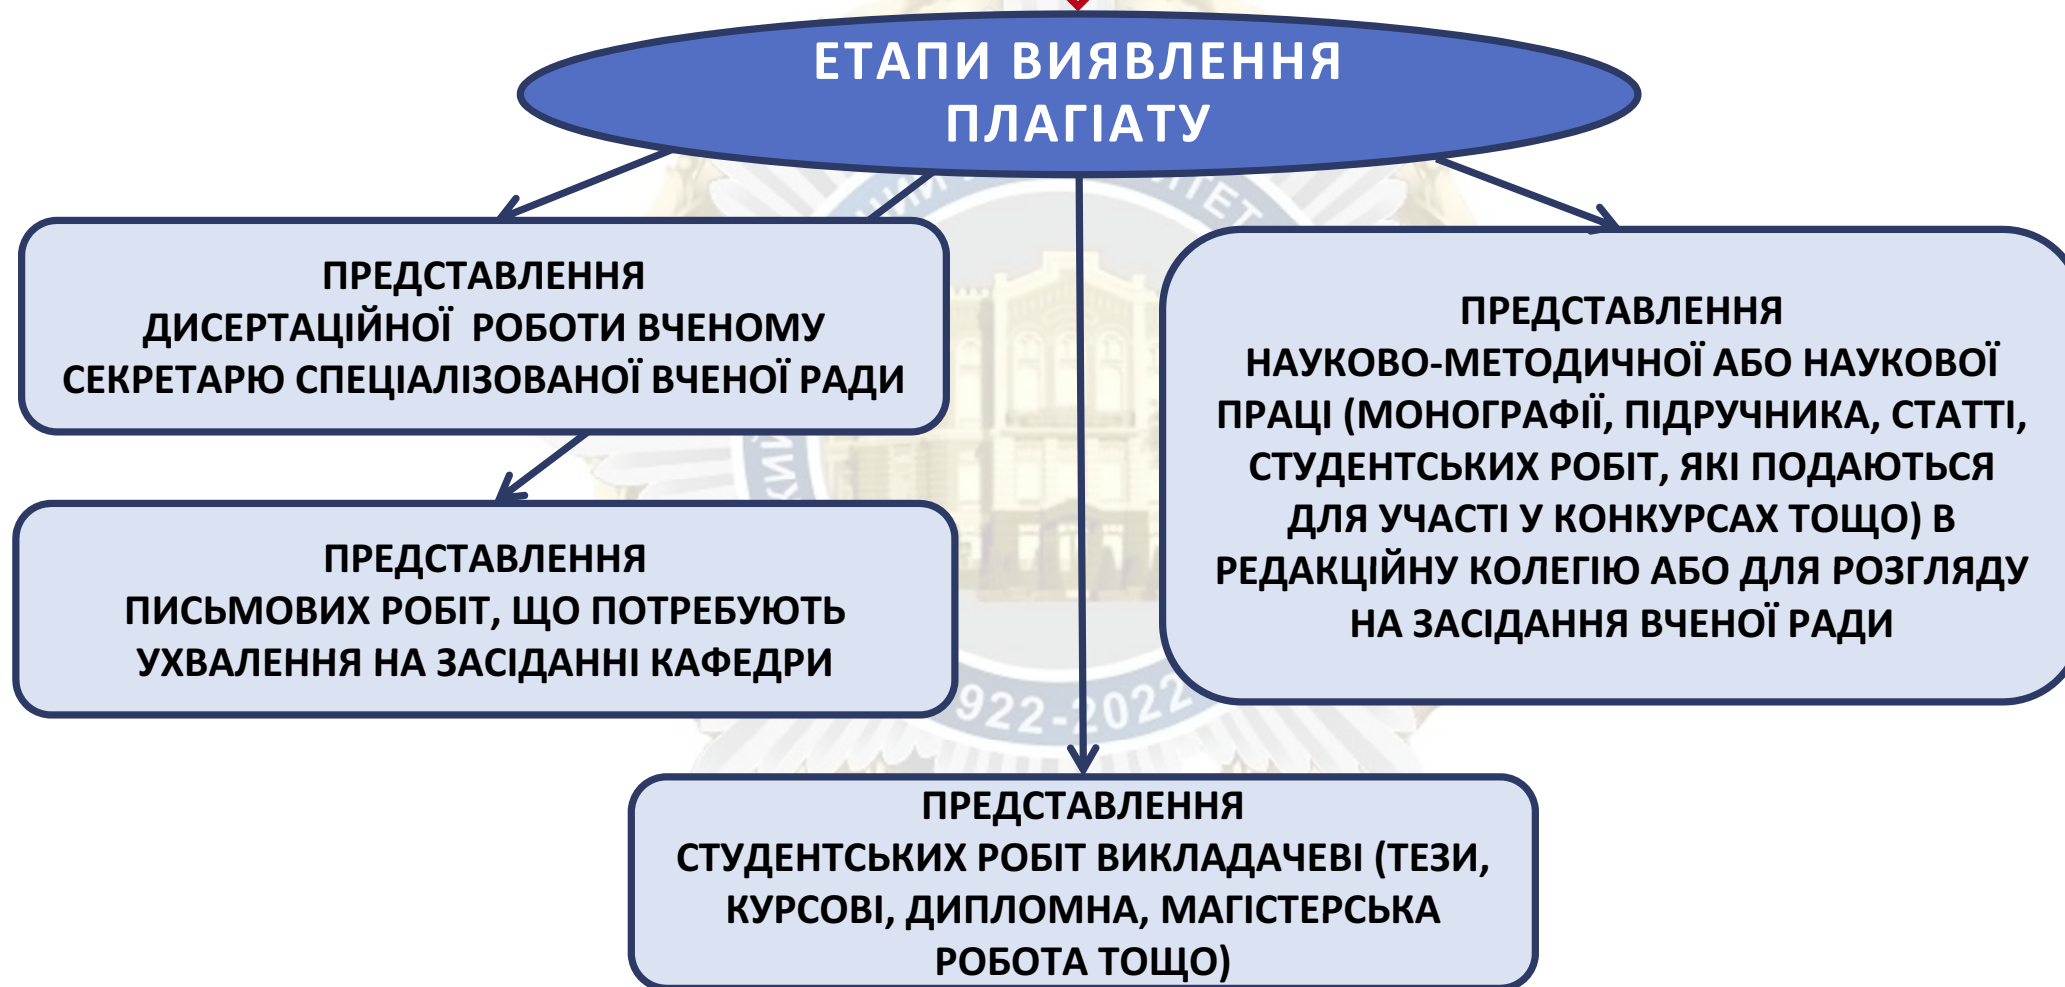 ЕТАПИ ВИЯВЛЕННЯ
ПЛАГІАТУ
ПРЕДСТАВЛЕННЯ
ДИСЕРТАЦІЙНОЇ РОБОТИ ВЧЕНОМУ
СЕКРЕТАРЮ СПЕЦІАЛІЗОВАНОЇ ВЧЕНОЇ РАДИ
ПРЕДСТАВЛЕННЯ
ПИСЬМОВИХ РОБІТ, ЩО ПОТРЕБУЮТЬ
УХВАЛЕННЯ НА ЗАСІДАННІ КАФЕДРИ
ПРЕДСТАВЛЕННЯ
НАУКОВО-МЕТОДИЧНОЇ АБО НАУКОВОЇ
ПРАЦІ (МОНОГРАФІЇ, ПІДРУЧНИКА, СТАТТІ,
СТУДЕНТСЬКИХ РОБІТ, ЯКІ ПОДАЮТЬСЯ
ДЛЯ УЧАСТІ У КОНКУРСАХ ТОЩО) В
РЕДАКЦІЙНУ КОЛЕГІЮ АБО ДЛЯ РОЗГЛЯДУ
НА ЗАСІДАННЯ ВЧЕНОЇ РАДИ
922-2022
ПРЕДСТАВЛЕННЯ
СТУДЕНТСЬКИХ РОБІТ ВИКЛАДАЧЕВІ (ТЕЗИ,
КУРСОВІ, ДИПЛОМНА, МАГІСТЕРСЬКА
РОБОТА ТОЩО)